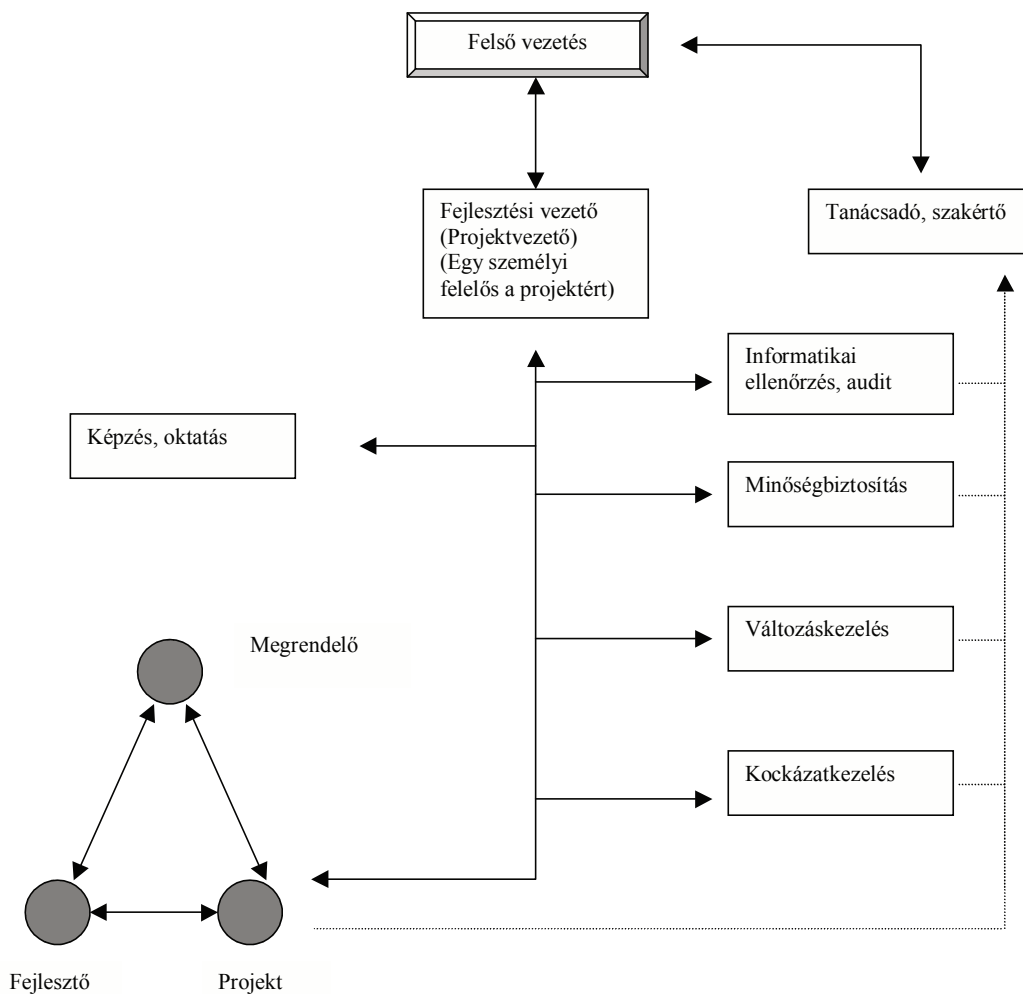 Felső vezetés
Fejlesztési vezető
(Projektvezető)
(Egy személyi
felelős a projektért)
Tanácsadó, szakértő
Informatikai
ellenőrzés, audit
Képzés, oktatás
Minőségbiztosítás
Változáskezelés
Megrendelő
Kockázatkezelés
Fejlesztő
Projekt